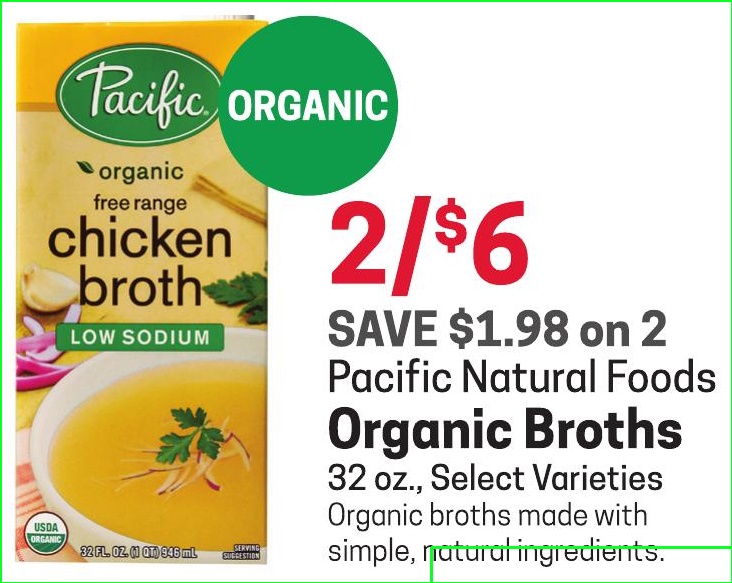 Pacific
organic
free range
chicken
broth
LOW SODIUM
USDA
ORGANIC
32 FL. OZ. (1 QT) 946 mL
SERVING
SUGGESTION
ORGANIC
2/$6
SAVE $1.98 on 2
Pacific Natural Foods
Organic Broths
32 oz., Select Varieties
Organic broths made with
simple, natural ingredients.